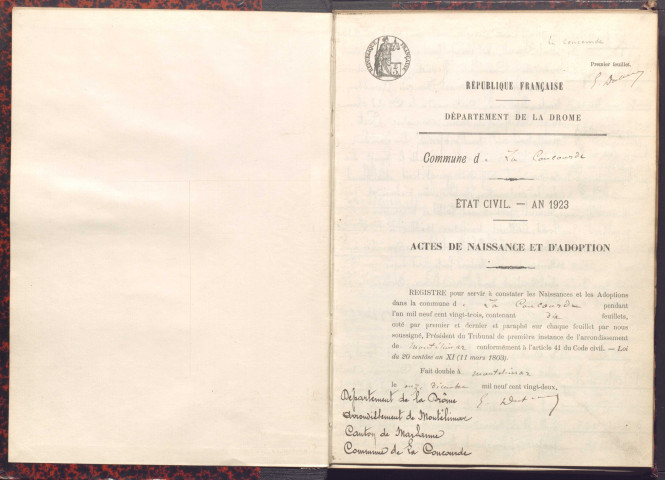 La Concourde
Premier feuillet.
RÉPUBLIQUE FRANÇAISE
RÉPUBLIQUE FRANÇAISE
DÉPARTEMENT DE LA DROME
Commune d e La Concourde
ÉTAT CIVIL. — AN 1923
ACTES DE NAISSANCE ET D'ADOPTION
REGISTRE pour servir à constater les Naissances et les Adoptions
dans la commune d e La Concourde pendant
l'an mil neuf cent vingt-trois, contenant dix feuillets,
coté par premier et dernier et paraphé sur chaque feuillet par nous
soussigné, Président du Tribunal de première instance de l'arrondissement
de Montélimar conformément à l'article 41 du Code civil. — Loi
du 20 ventôse an XI (11 mars 1803).
Fait double à Montélimar
le décembre mil neuf cent vingt-deux,
Département de la Drôme
Arrondissement de Montélimar
Canton de Marsanne
Commune de La Concourde